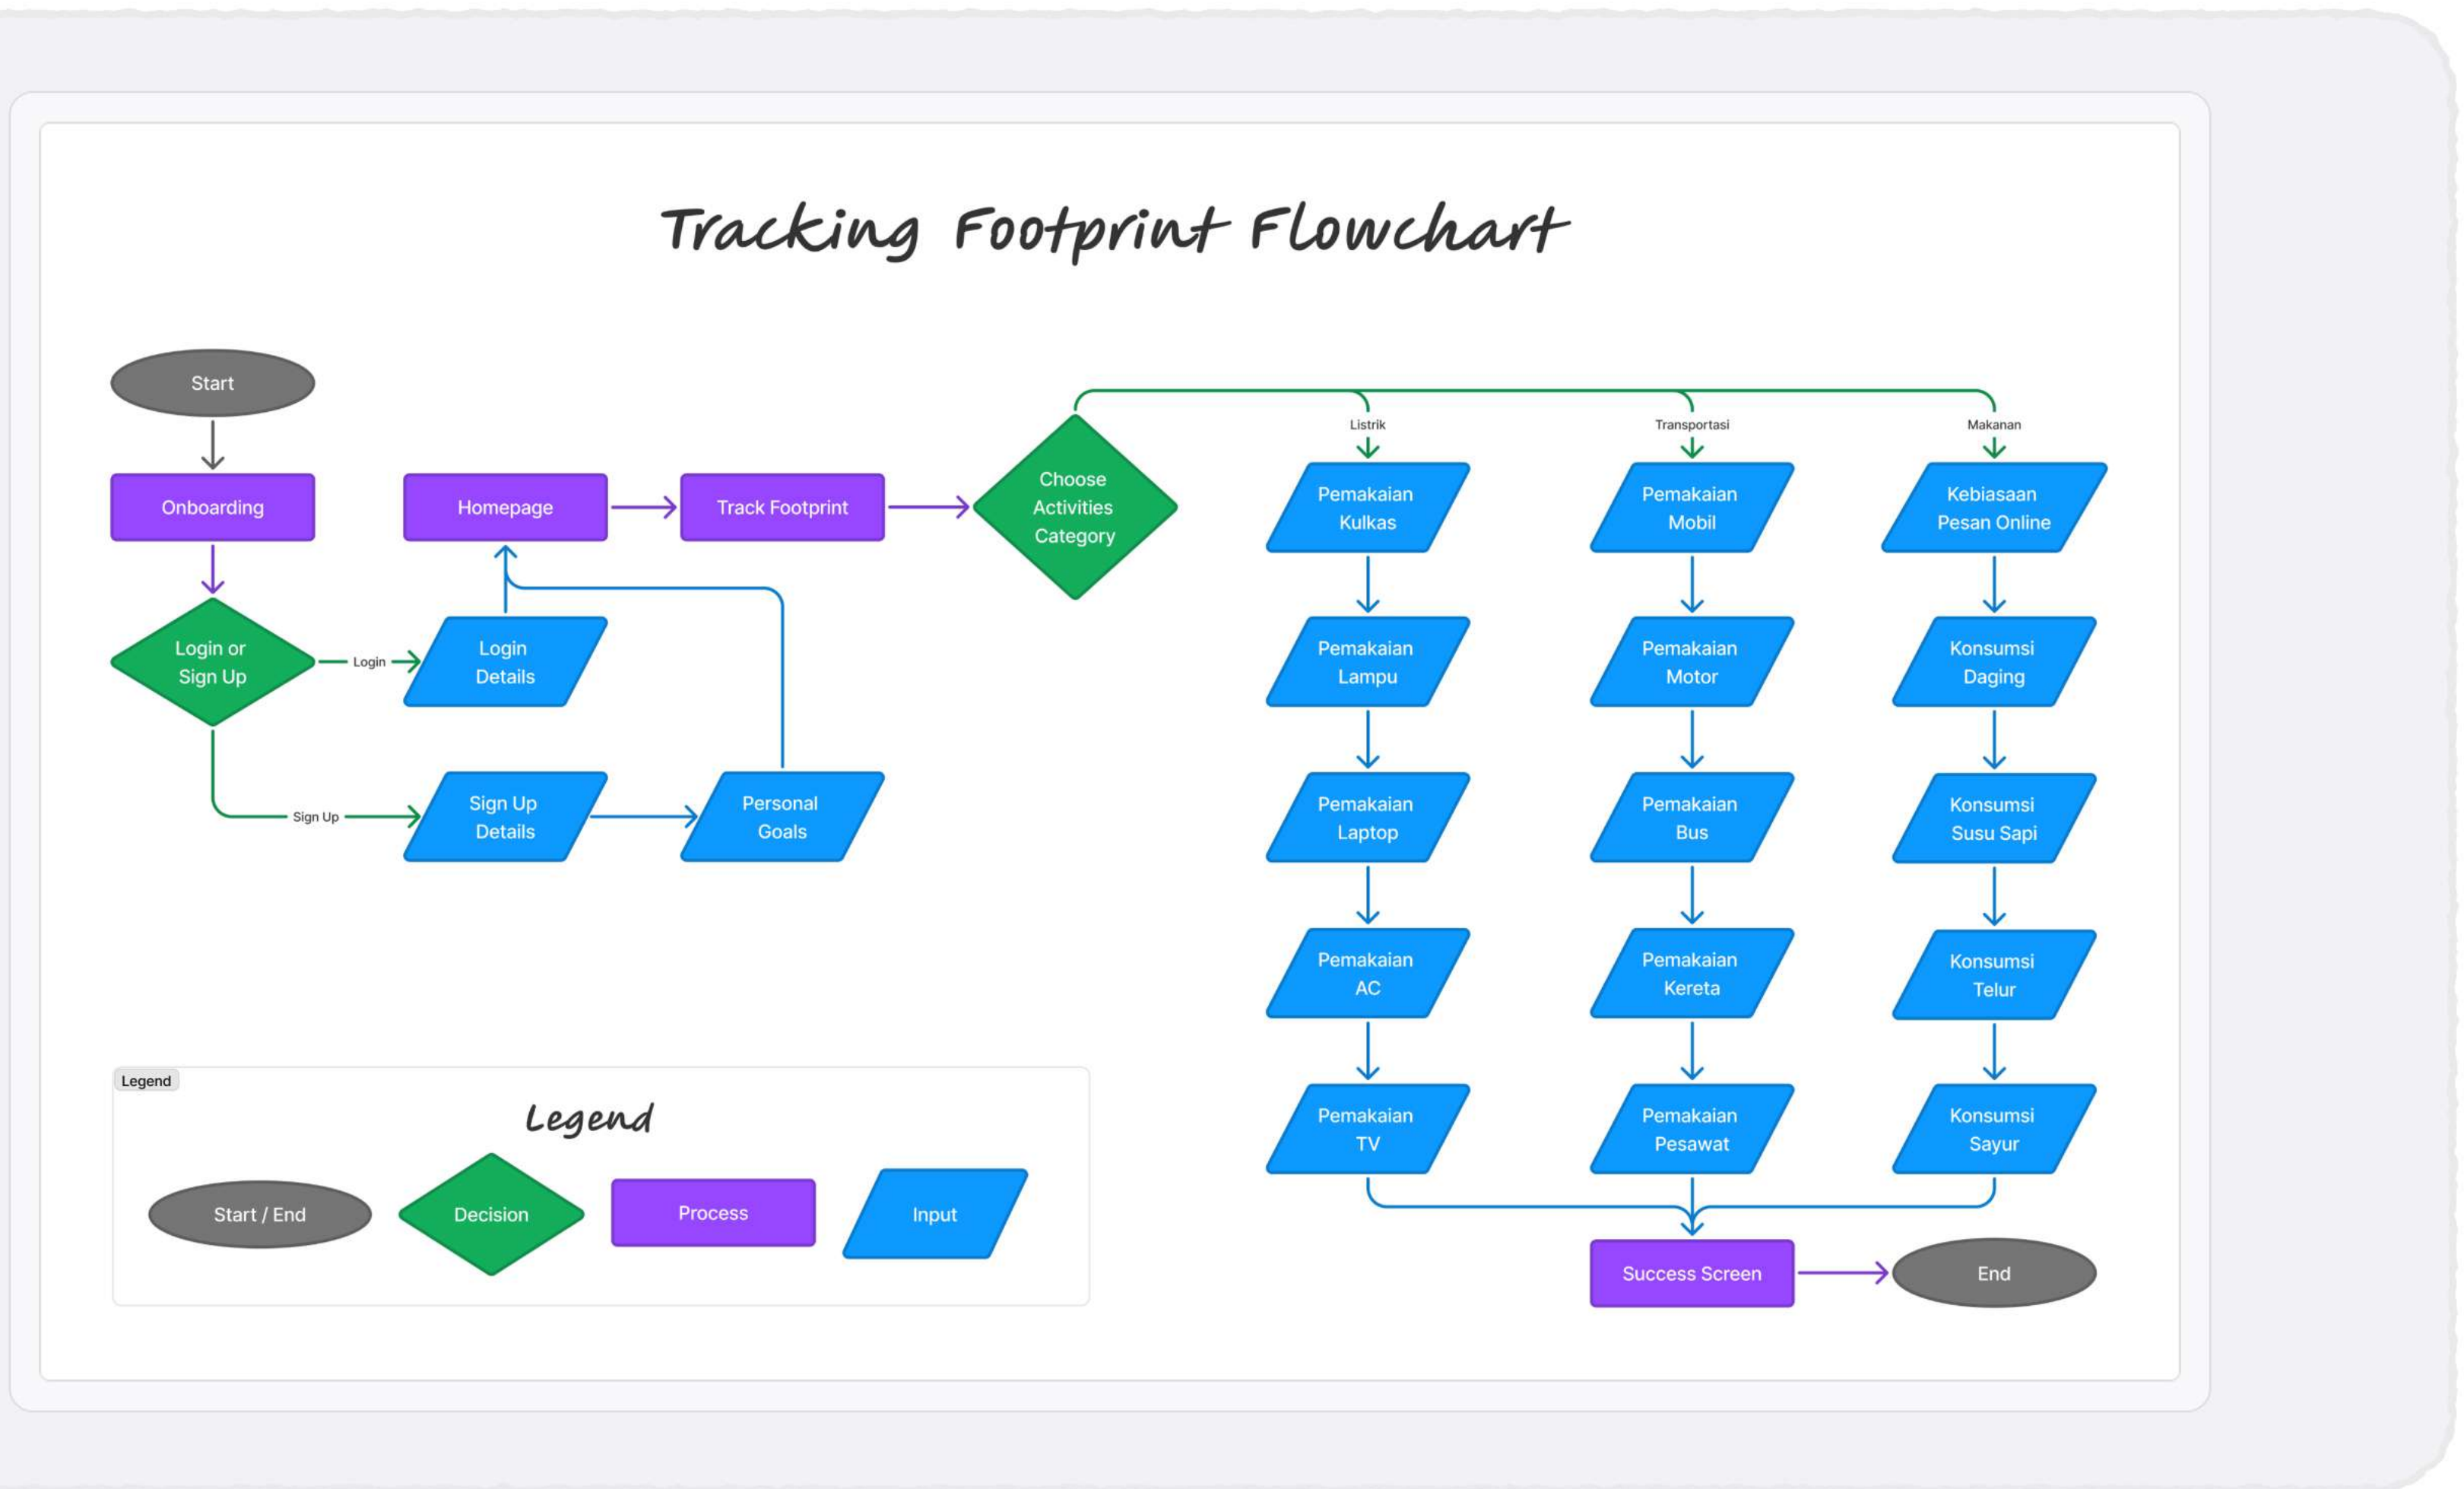 Tracking Footprint Flowchart
Start
Onboarding
Login or
Sign Up
Login
Sign Up
Homepage
Track Footprint
Login
Details
Sign Up
Details
Personal
Goals
Choose
Activities
Category
Listrik
Pemakaian
Kulkas
Pemakaian
Lampu
Pemakaian
Laptop
Pemakaian
AC
Pemakaian
TV
Transportasi
Pemakaian
Mobil
Pemakaian
Motor
Pemakaian
Bus
Pemakaian
Kereta
Pemakaian
Pesawat
Makanan
Kebiasaan
Pesan Online
Konsumsi
Daging
Konsumsi
Susu Sapi
Konsumsi
Telur
Konsumsi
Sayur
Success Screen
End
Legend
Legend
Start / End
Decision
Process
Input